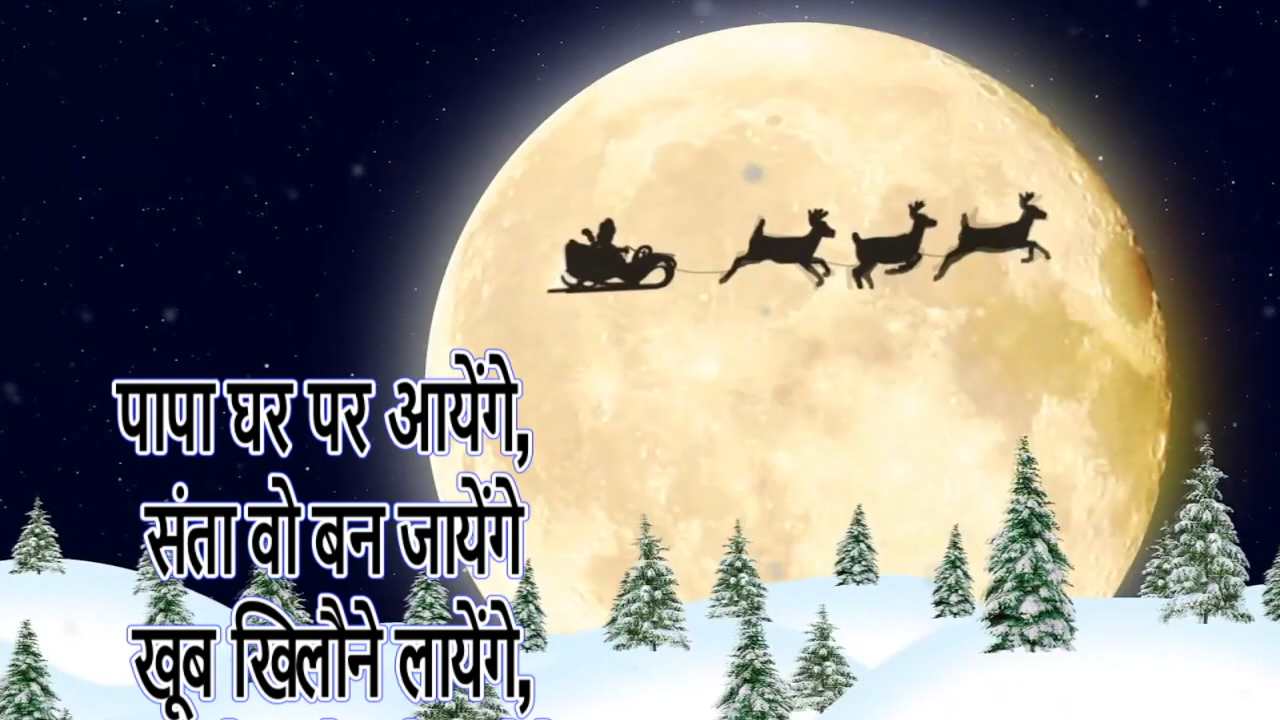 पापा घर पर आयेंगे,
संता वो बन जायेंगे
खूब खिलौने लायेंगे,